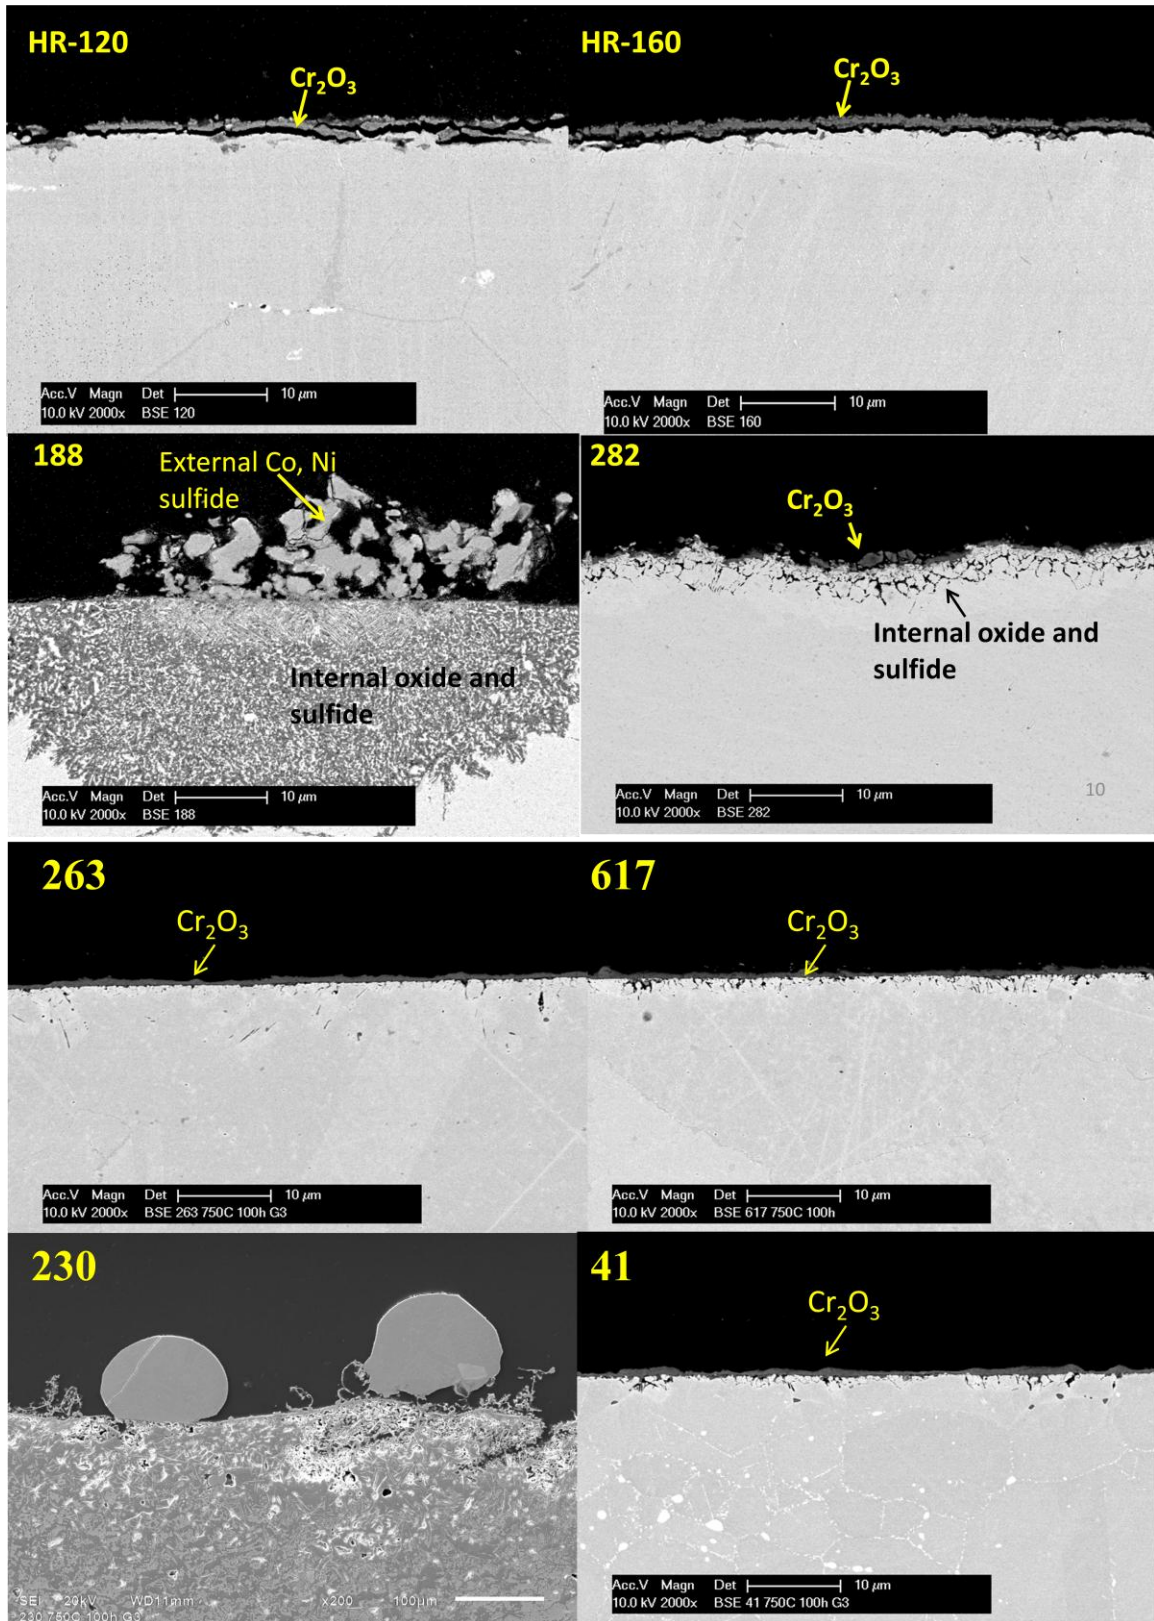 HR-120
Cr₂O₃
Acc.V Magn Det 10 μm
10.0 kV 2000x BSE 120
HR-160
Cr₂O₃
Acc.V Magn Det 10 μm
10.0 kV 2000x BSE 160
188
External Co, Ni
sulfide
Internal oxide and
sulfide
Acc.V Magn Det 10 μm
10.0 kV 2000x BSE 188
282
Cr₂O₃
Internal oxide and
sulfide
10
Acc.V Magn Det 10 μm
10.0 kV 2000x BSE 282
263
Cr₂O₃
Acc.V Magn Det 10 μm
10.0 kV 2000x BSE 263 750C 100h G3
617
Cr₂O₃
Acc.V Magn Det 10 μm
10.0 kV 2000x BSE 617 750C 100h
230
SEI 20kV WD11mm x200 100μm
230 750C 100h G3
41
Cr₂O₃
Acc.V Magn Det 10 μm
10.0 kV 2000x BSE 41 750C 100h G3